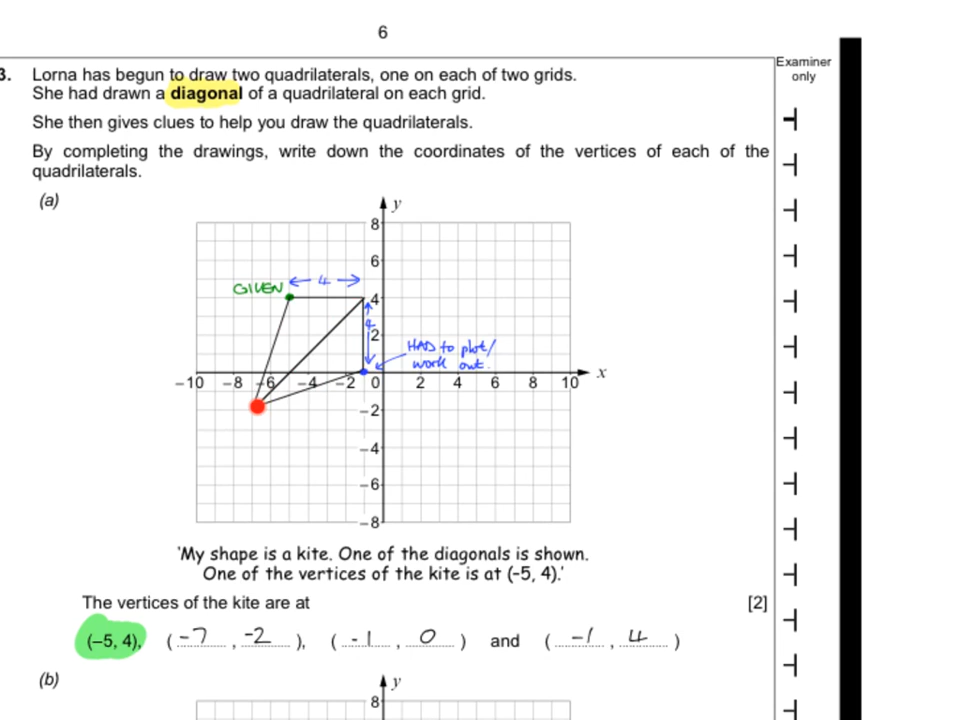 6
3. Lorna has begun to draw two quadrilaterals, one on each of two grids.
She had drawn a diagonal of a quadrilateral on each grid.
Examiner
only
She then gives clues to help you draw the quadrilaterals.
By completing the drawings, write down the coordinates of the vertices of each of the
quadrilaterals.
(a)
y
8
6
GIVEN
4
4
4
2
HAD to plot/
work out.
-10 -8 -6 -4 -2 0 2 4 6 8 10 x
-2
-4
-6
-8
'My shape is a kite. One of the diagonals is shown.
One of the vertices of the kite is at (-5, 4).'
The vertices of the kite are at [2]
(-5, 4), (-7, -2), (-1, 0) and (-1, 4)
(b)
y
8